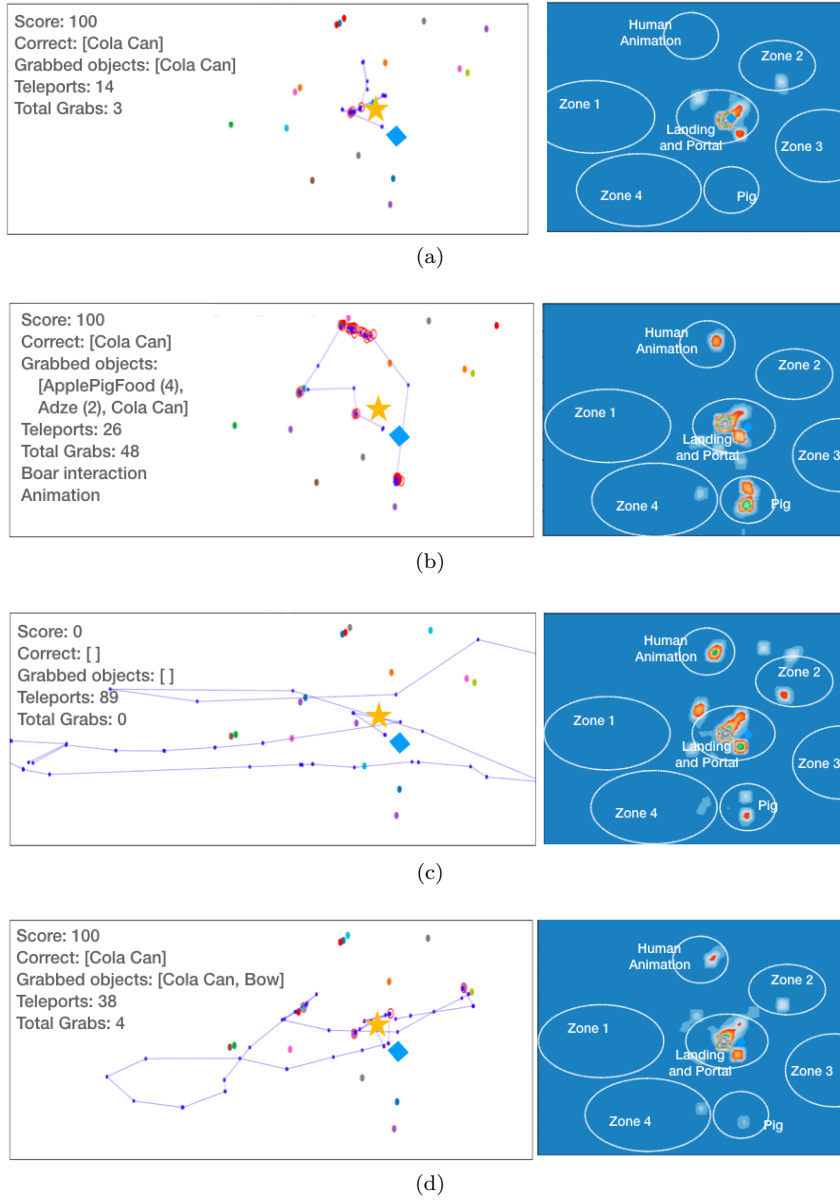 Score: 100
Correct: [Cola Can]
Grabbed objects: [Cola Can]
Teleports: 14
Total Grabs: 3
Human
Animation
Zone 2
Zone 1
Landing
and Portal
Zone 3
Zone 4
Pig
(a)
Score: 100
Correct: [Cola Can]
Grabbed objects:
[ApplePigFood (4),
Adze (2), Cola Can]
Teleports: 26
Total Grabs: 48
Boar interaction
Animation
Human
Animation
Zone 2
Zone 1
Landing
and Portal
Zone 3
Zone 4
Pig
(b)
Score: 0
Correct: [ ]
Grabbed objects: [ ]
Teleports: 89
Total Grabs: 0
Human
Animation
Zone 2
Zone 1
Landing
and Portal
Zone 3
Zone 4
Pig
(c)
Score: 100
Correct: [Cola Can]
Grabbed objects: [Cola Can, Bow]
Teleports: 38
Total Grabs: 4
Human
Animation
Zone 2
Zone 1
Landing
and Portal
Zone 3
Zone 4
Pig
(d)